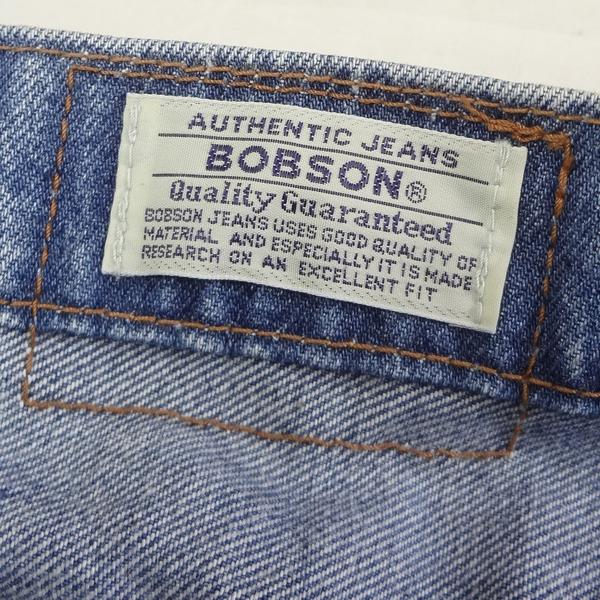 AUTHENTIC JEANS
BOBSON®
Quality Guaranteed
BOBSON JEANS USES GOOD QUALITY OF
MATERIAL AND ESPECIALLY IT IS MADE
RESEARCH ON AN EXCELLENT FIT